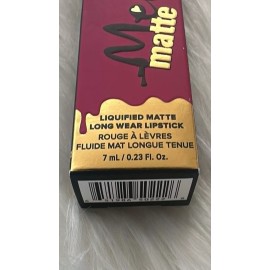 matte
LIQUIFIED MATTE
LONG WEAR LIPSTICK
ROUGE À LÈVRES
FLUIDE MAT LONGUE TENUE
7 mL / 0.23 Fl. Oz.